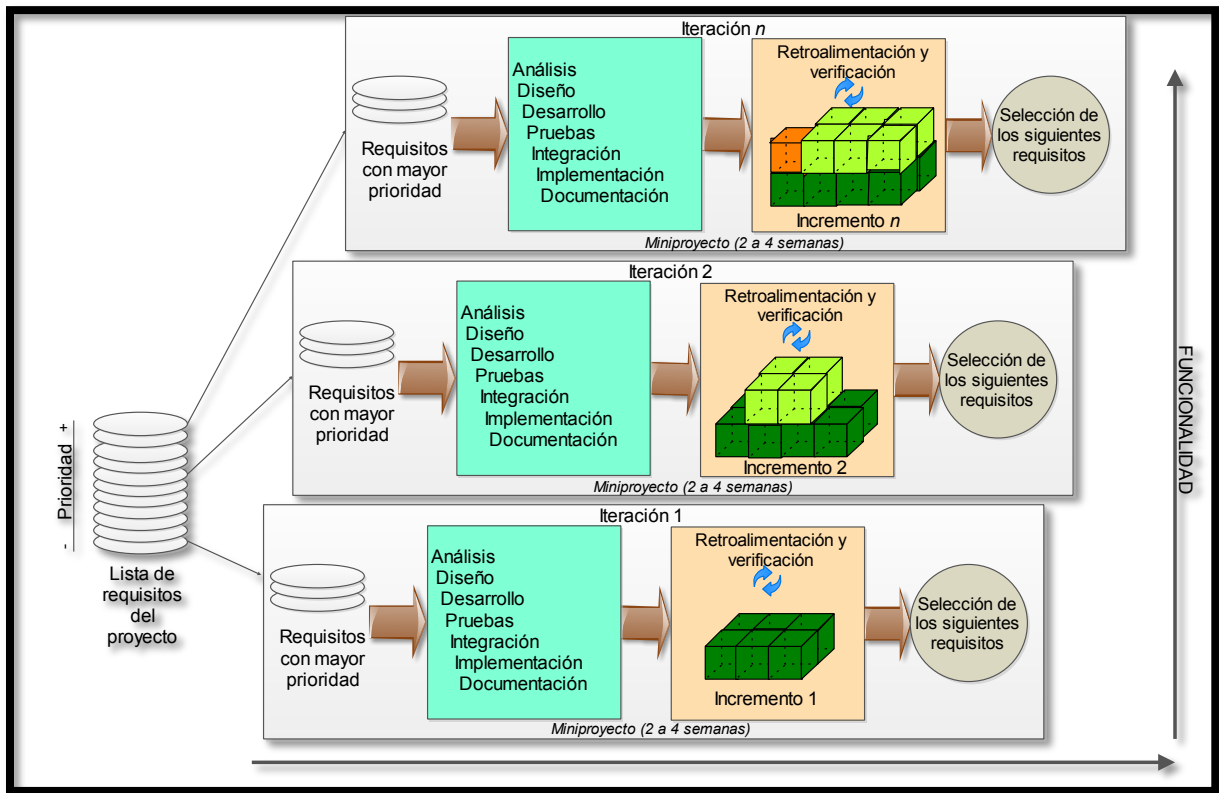 Iteración n
Análisis
Diseño
Desarrollo
Pruebas
Integración
Implementación
Documentación
Requisitos
con mayor
prioridad
Retroalimentación y
verificación
Incremento n
Selección de
los siguientes
requisitos
Miniproyecto (2 a 4 semanas)
Iteración 2
Análisis
Diseño
Desarrollo
Pruebas
Integración
Implementación
Documentación
Requisitos
con mayor
prioridad
Retroalimentación y
verificación
Incremento 2
Selección de
los siguientes
requisitos
Miniproyecto (2 a 4 semanas)
Iteración 1
Análisis
Diseño
Desarrollo
Pruebas
Integración
Implementación
Documentación
Requisitos
con mayor
prioridad
Retroalimentación y
verificación
Incremento 1
Selección de
los siguientes
requisitos
Miniproyecto (2 a 4 semanas)
- Prioridad +
Lista de
requisitos
del
proyecto
FUNCIONALIDAD